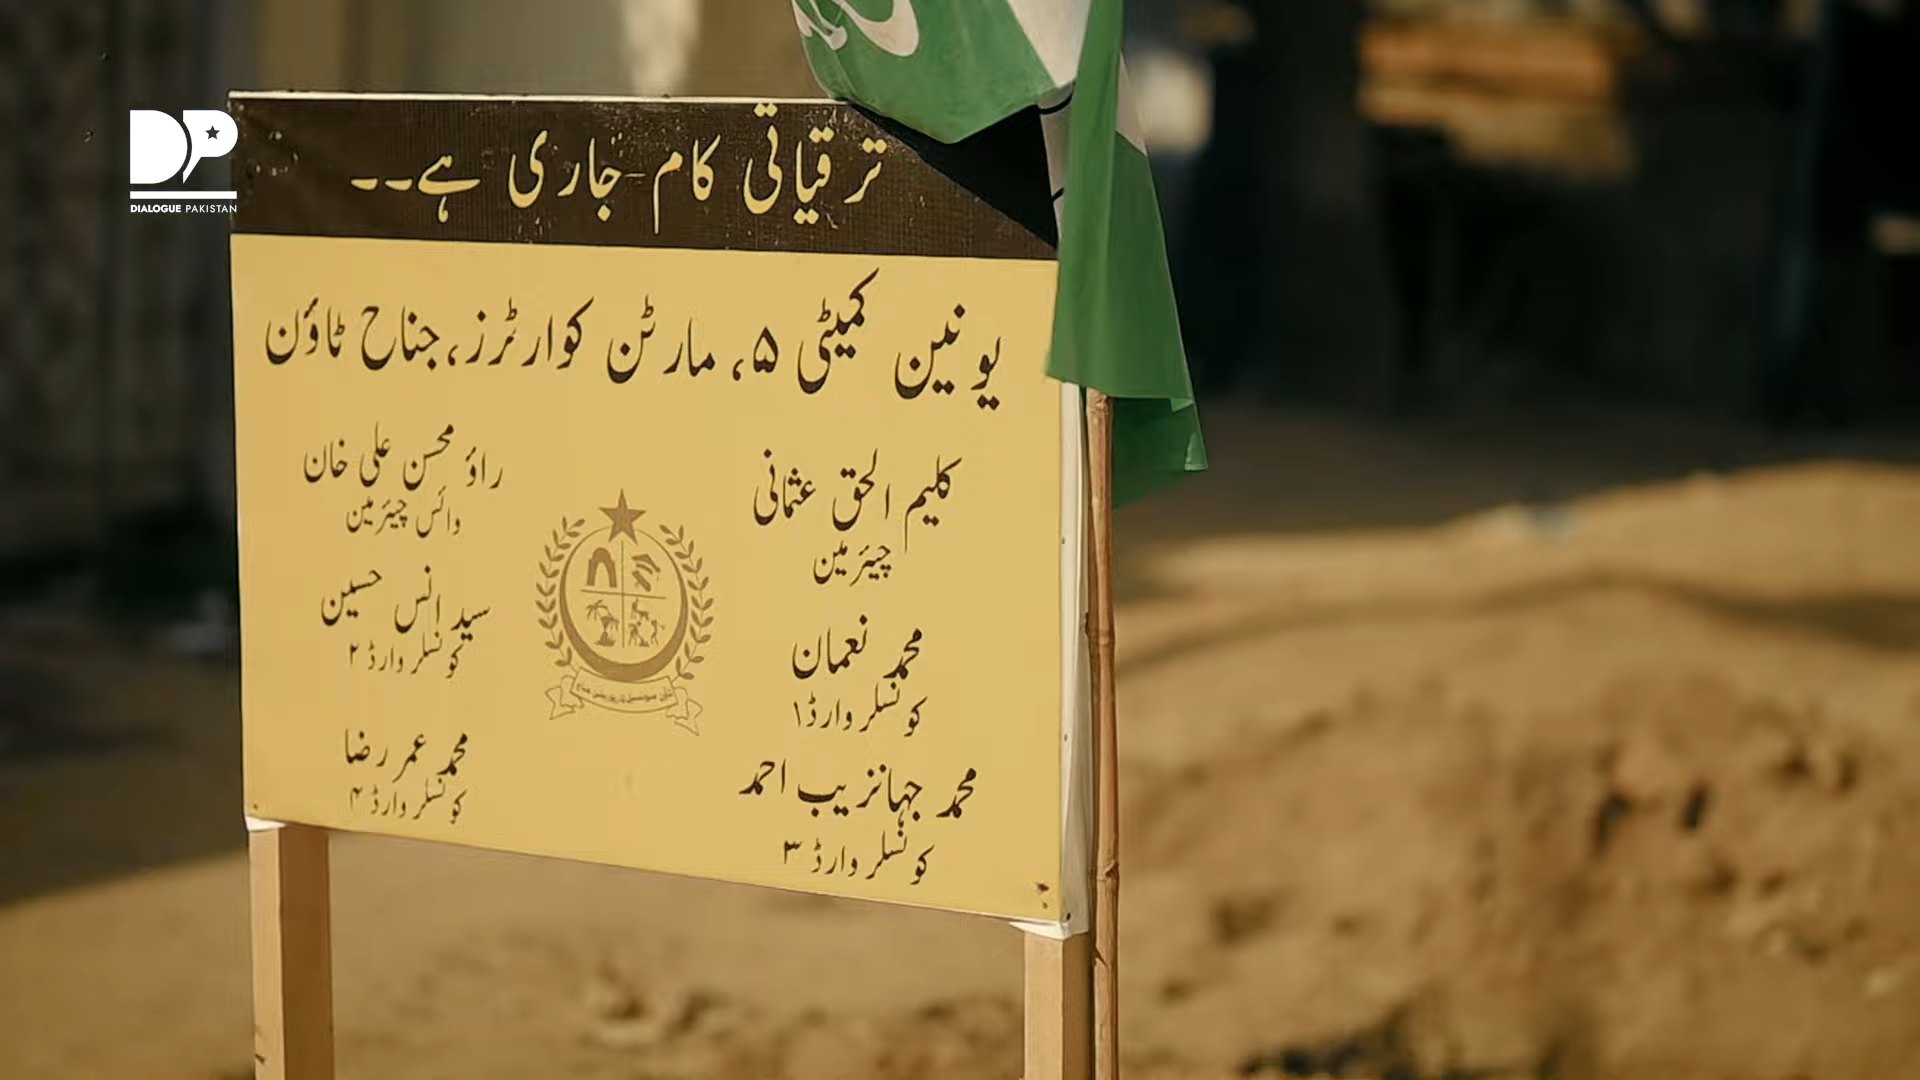 DP
DIALOGUE PAKISTAN
ترقیاتی کام جاری ہے۔۔
یونین کمیٹی ۵، مارٹن کوارٹرز، جناح ٹاؤن
کلیم الحق عثمانی
چیئرمین
راؤ محسن علی خان
وائس چیئرمین
محمد نعمان
کونسلر وارڈ ۱
سید انس حسین
کونسلر وارڈ ۲
محمد جہانزیب احمد
کونسلر وارڈ ۳
محمد عمر رضا
کونسلر وارڈ ۴